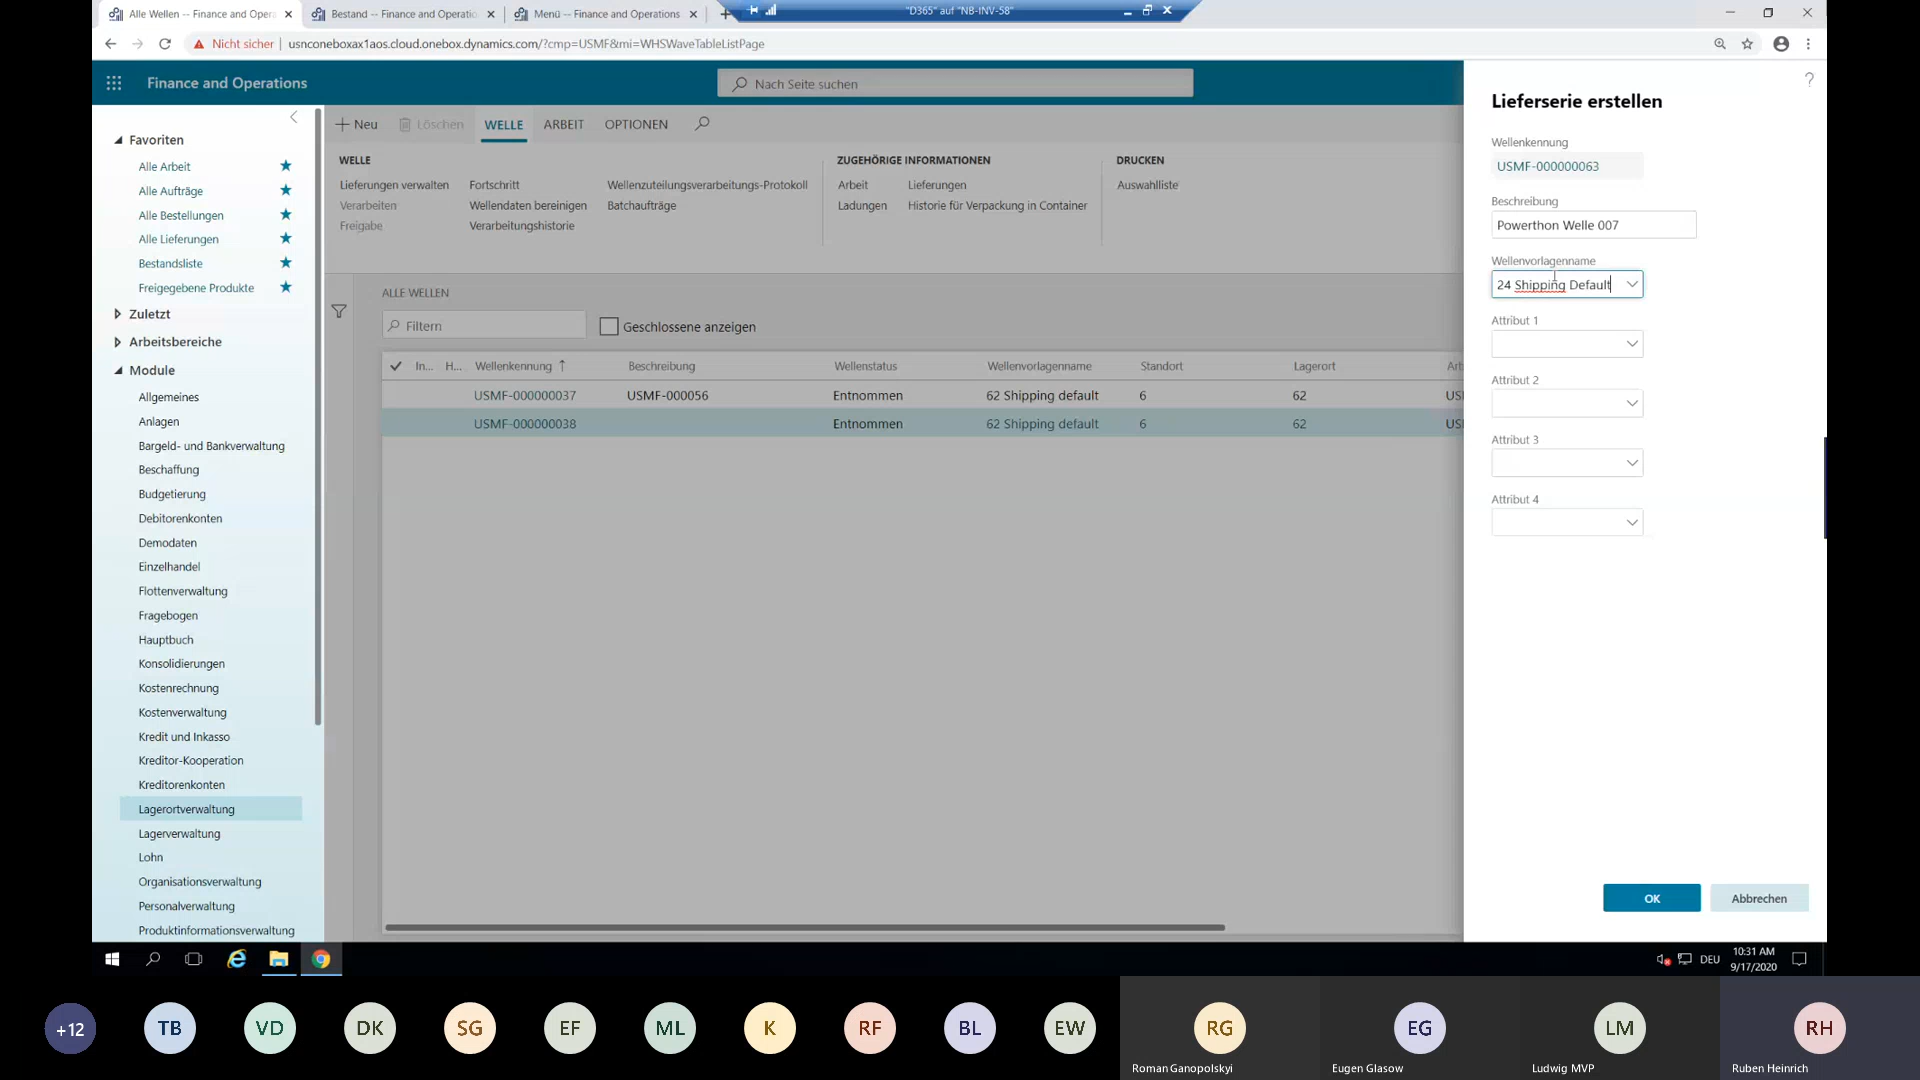 Alle Wellen -- Finance and Opera
Bestand -- Finance and Operatio
Menü -- Finance and Operations
"D365" auf "NB-INV-58"
Nicht sicher
usnconeboxax1aos.cloud.onebox.dynamics.com/?cmp=USMF&mi=WHSWaveTableListPage
Finance and Operations
Nach Seite suchen
?
Neu
Löschen
WELLE
ARBEIT
OPTIONEN
WELLE
Lieferungen verwalten
Verarbeiten
Freigabe
Fortschritt
Wellendaten bereinigen
Verarbeitungshistorie
Wellenzuteilungsverarbeitungs-Protokoll
Batchaufträge
ZUGEHÖRIGE INFORMATIONEN
Arbeit
Ladungen
Lieferungen
Historie für Verpackung in Container
DRUCKEN
Auswahlliste
Favoriten
Alle Arbeit
Alle Aufträge
Alle Bestellungen
Alle Lieferungen
Bestandsliste
Freigegebene Produkte
Zuletzt
Arbeitsbereiche
Module
Allgemeines
Anlagen
Bargeld- und Bankverwaltung
Beschaffung
Budgetierung
Debitorenkonten
Demodaten
Einzelhandel
Flottenverwaltung
Fragebogen
Hauptbuch
Konsolidierungen
Kostenrechnung
Kostenverwaltung
Kredit und Inkasso
Kreditor-Kooperation
Kreditorenkonten
Lagerortverwaltung
Lagerverwaltung
Lohn
Organisationsverwaltung
Personalverwaltung
Produktinformationsverwaltung
ALLE WELLEN
Filtern
Geschlossene anzeigen
In... H... Wellenkennung Beschreibung Wellenstatus Wellenvorlagenname Standort Lagerort Art
USMF-000000037 USMF-000056 Entnommen 62 Shipping default 6 62 USI
USMF-000000038 Entnommen 62 Shipping default 6 62 USI
Lieferserie erstellen
Wellenkennung
USMF-000000063
Beschreibung
Powerthon Welle 007
Wellenvorlagenname
24 Shipping Default
Attribut 1
Attribut 2
Attribut 3
Attribut 4
OK
Abbrechen
DEU
10:31 AM
9/17/2020
+12
TB
VD
DK
SG
EF
ML
K
RF
BL
EW
RG
Roman Ganopolskyi
EG
Eugen Glasow
LM
Ludwig MVP
RH
Ruben Heinrich